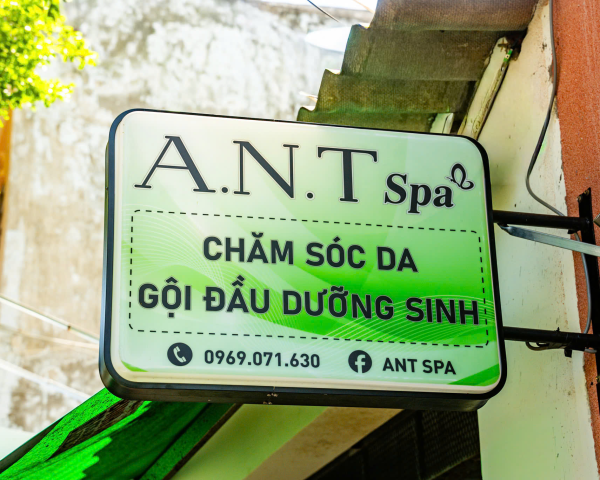 A.N.T Spa
CHĂM SÓC DA
GỘI ĐẦU DƯỠNG SINH
0969.071.630 ANT SPA